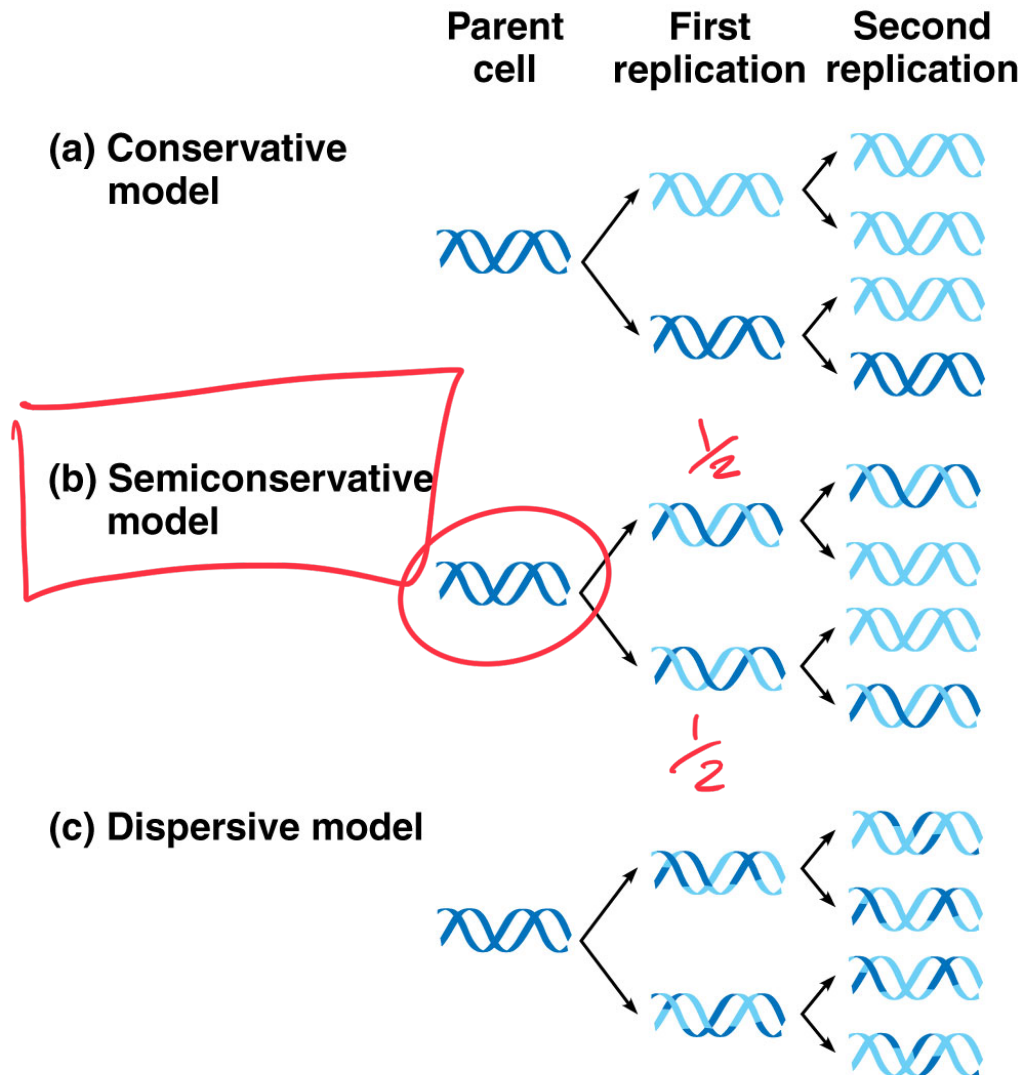 Parent cell
First replication
Second replication
(a) Conservative
model
1/2
(b) Semiconservative
model
1/2
(c) Dispersive model